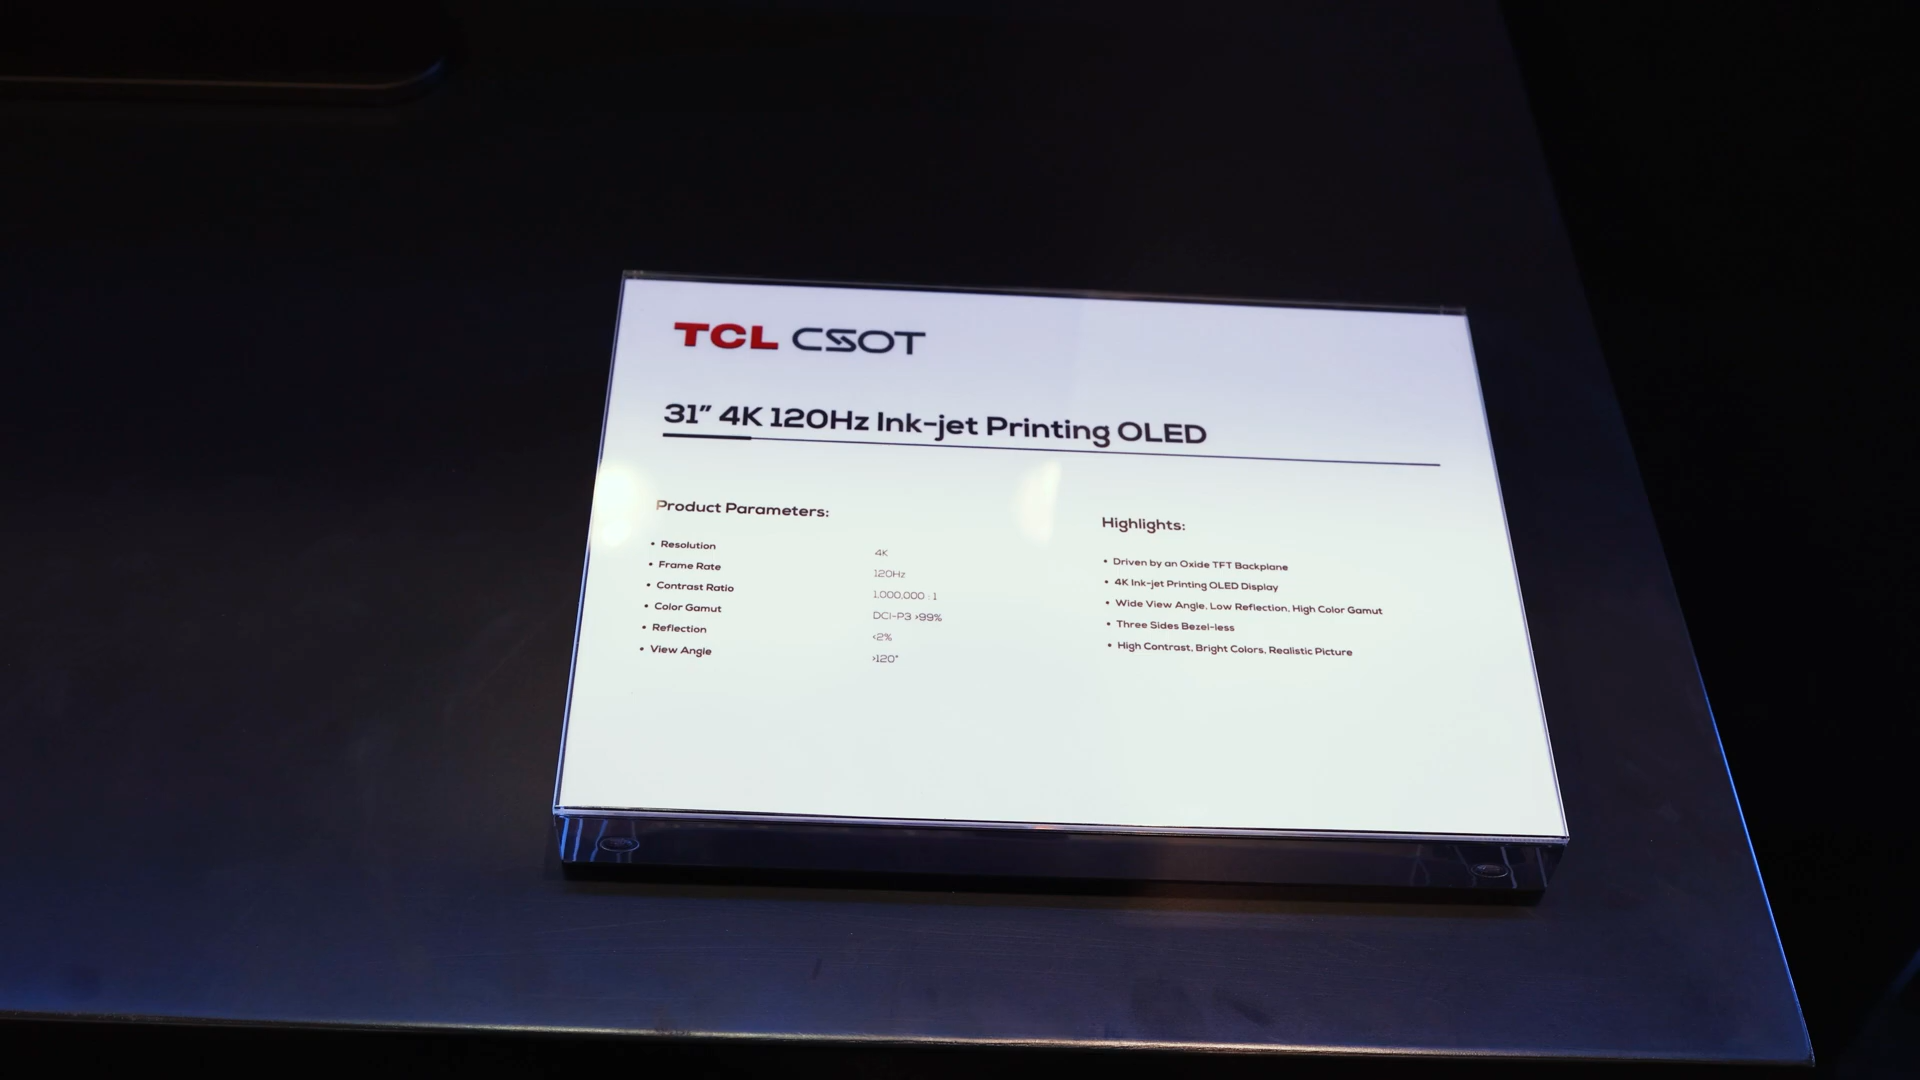 TCL CSOT
31” 4K 120Hz Ink-jet Printing OLED
Product Parameters:
• Resolution 4K
• Frame Rate 120Hz
• Contrast Ratio 1,000,000 : 1
• Color Gamut DCI-P3 >99%
• Reflection <2%
• View Angle >120°
Highlights:
• Driven by an Oxide TFT Backplane
• 4K Ink-jet Printing OLED Display
• Wide View Angle, Low Reflection, High Color Gamut
• Three Sides Bezel-less
• High Contrast, Bright Colors, Realistic Picture